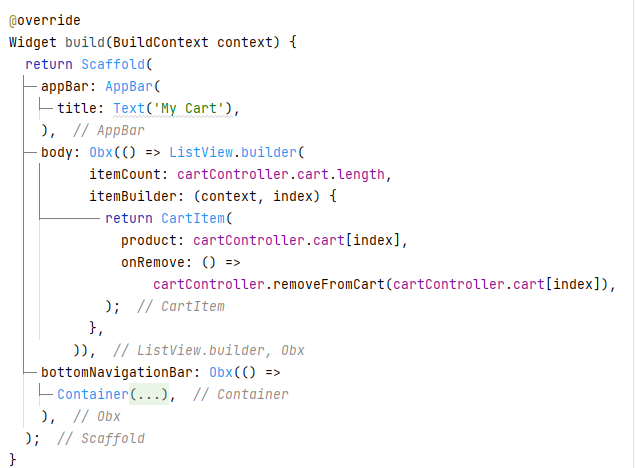 @override
Widget build(BuildContext context) {
return Scaffold(
appBar: AppBar(
title: Text('My Cart'),
), // AppBar
body: Obx(() => ListView.builder(
itemCount: cartController.cart.length,
itemBuilder: (context, index) {
return CartItem(
product: cartController.cart[index],
onRemove: () =>
cartController.removeFromCart(cartController.cart[index]),
); // CartItem
},
)), // ListView.builder, Obx
bottomNavigationBar: Obx(() =>
Container(...), // Container
), // Obx
); // Scaffold
}